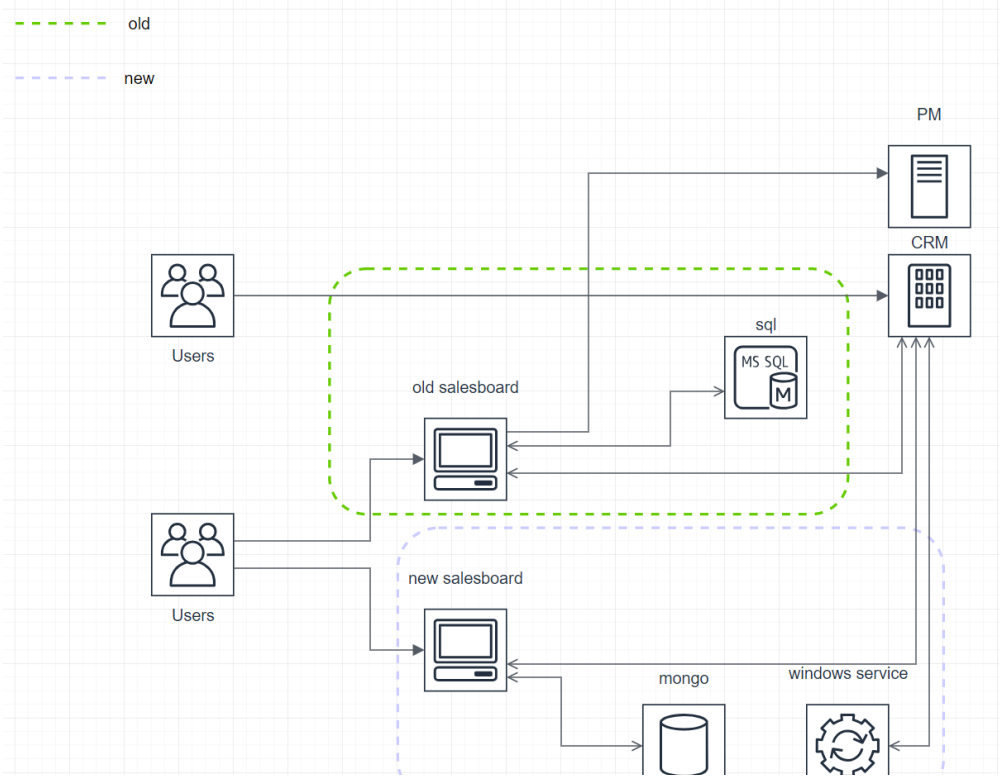 old
new
PM
CRM
Users
sql
MS SQL
M
old salesboard
Users
new salesboard
mongo
windows service